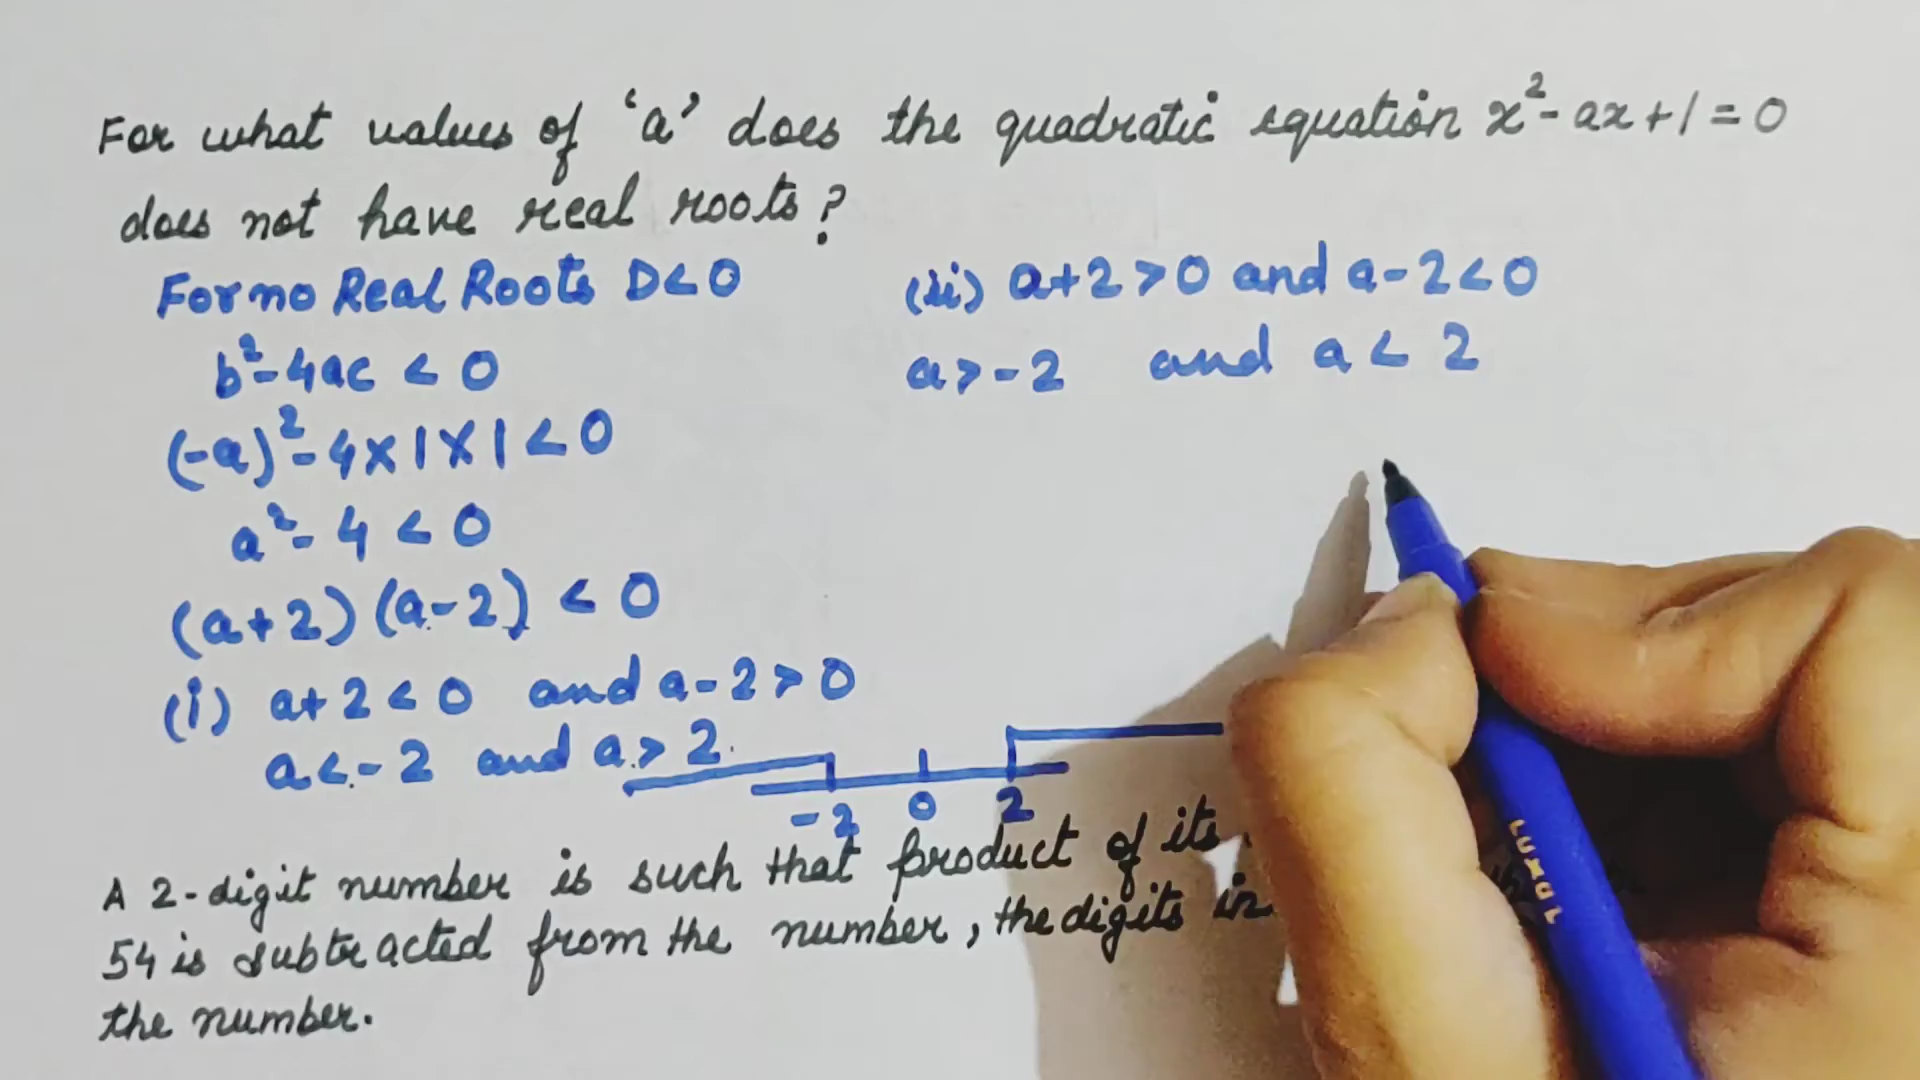 For what values of 'a' does the quadratic equation x² - ax + 1 = 0
does not have real roots?
For no Real Roots D < 0
b² - 4ac < 0
(-a)² - 4 × 1 × 1 < 0
a² - 4 < 0
(a+2) (a-2) < 0
(i) a+2 < 0 and a-2 > 0
a < -2 and a > 2
-2 0 2
(ii) a+2 > 0 and a-2 < 0
a > -2 and a < 2
A 2-digit number is such that product of its
54 is subtracted from the number, the digits in
the number.
LUXOR